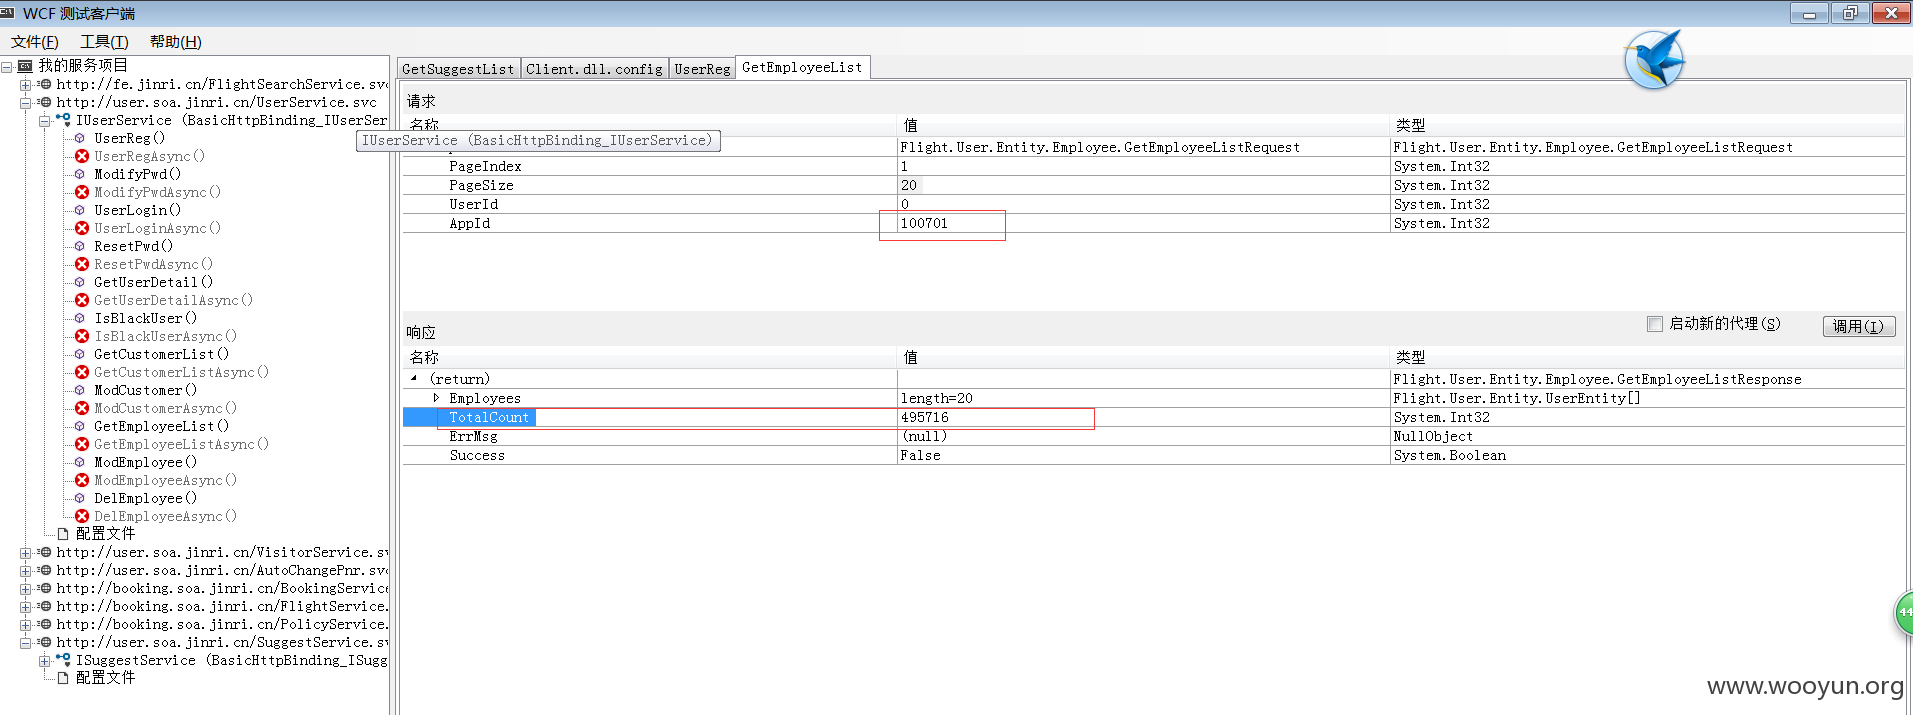 WCF 测试客户端
文件(F) 工具(T) 帮助(H)
我的服务项目
http://fe.jinri.cn/FlightSearchService.svc
http://user.soa.jinri.cn/UserService.svc
IUserService (BasicHttpBinding_IUserSer
UserReg()
UserRegAsync()
ModifyPwd()
ModifyPwdAsync()
UserLogin()
UserLoginAsync()
ResetPwd()
ResetPwdAsync()
GetUserDetail()
GetUserDetailAsync()
IsBlackUser()
IsBlackUserAsync()
GetCustomerList()
GetCustomerListAsync()
ModCustomer()
ModCustomerAsync()
GetEmployeeList()
GetEmployeeListAsync()
ModEmployee()
ModEmployeeAsync()
DelEmployee()
DelEmployeeAsync()
配置文件
http://user.soa.jinri.cn/VisitorService.sv
http://user.soa.jinri.cn/AutoChangePnr.svc
http://booking.soa.jinri.cn/BookingService
http://booking.soa.jinri.cn/FlightService.
http://booking.soa.jinri.cn/PolicyService.
http://user.soa.jinri.cn/SuggestService.sv
ISuggestService (BasicHttpBinding_ISugg
配置文件
GetSuggestList Client.dll.config UserReg GetEmployeeList
请求
名称 值 类型
IUserService (BasicHttpBinding_IUserService)
Flight.User.Entity.Employee.GetEmployeeListRequest Flight.User.Entity.Employee.GetEmployeeListRequest
PageIndex 1 System.Int32
PageSize 20 System.Int32
UserId 0 System.Int32
AppId 100701 System.Int32
响应
启动新的代理(S) 调用(I)
名称 值 类型
(return) Flight.User.Entity.Employee.GetEmployeeListResponse
Employees length=20 Flight.User.Entity.UserEntity[]
TotalCount 495716 System.Int32
ErrMsg (null) NullObject
Success False System.Boolean
44
www.wooyun.org